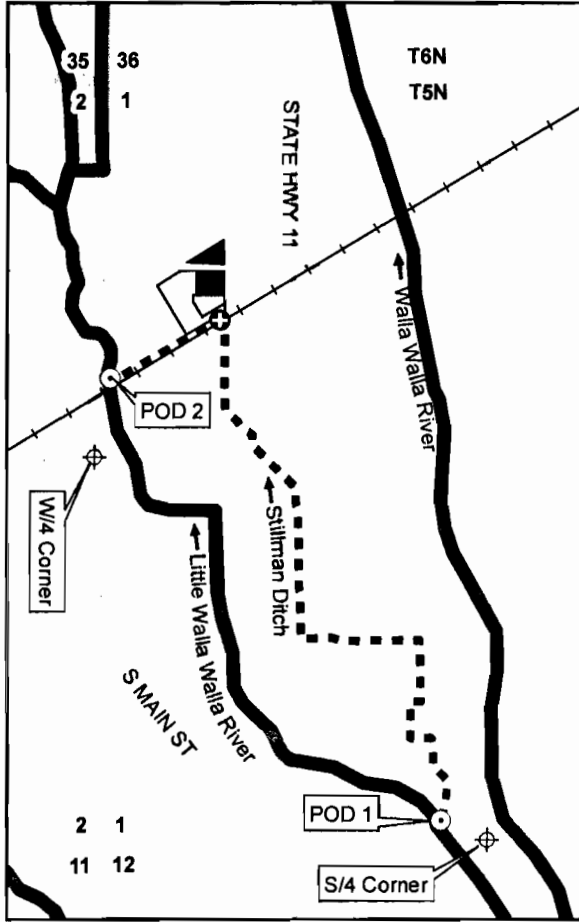 35 36
2 1
T6N
T5N
STATE HWY 11
Walla Walla River
POD 2
W/4 Corner
Stillman Ditch
Little Walla Walla River
S MAIN ST
POD 1
S/4 Corner
2 1
11 12